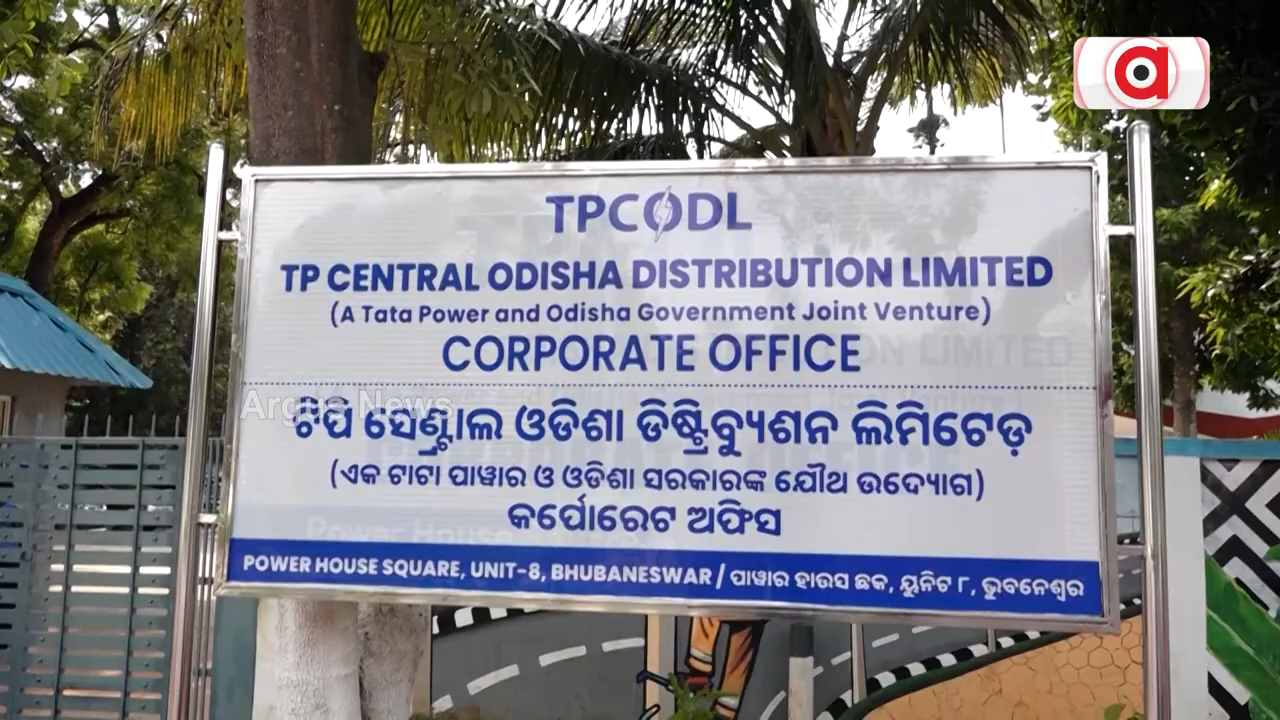 a
TPCODL
TP CENTRAL ODISHA DISTRIBUTION LIMITED
(A Tata Power and Odisha Government Joint Venture)
CORPORATE OFFICE
Argus News
ଟିପି ସେଣ୍ଟ୍ରାଲ ଓଡିଶା ଡିଷ୍ଟ୍ରିବ୍ୟୁଶନ ଲିମିଟେଡ଼
(ଏକ ଟାଟା ପାୱାର ଓ ଓଡିଶା ସରକାରଙ୍କ ଯୌଥ ଉଦ୍ୟୋଗ)
କର୍ପୋରେଟ ଅଫିସ
POWER HOUSE SQUARE, UNIT-8, BHUBANESWAR / ପାୱାର ହାଉସ ଛକ, ୟୁନିଟ ୮, ଭୁବନେଶ୍ୱର